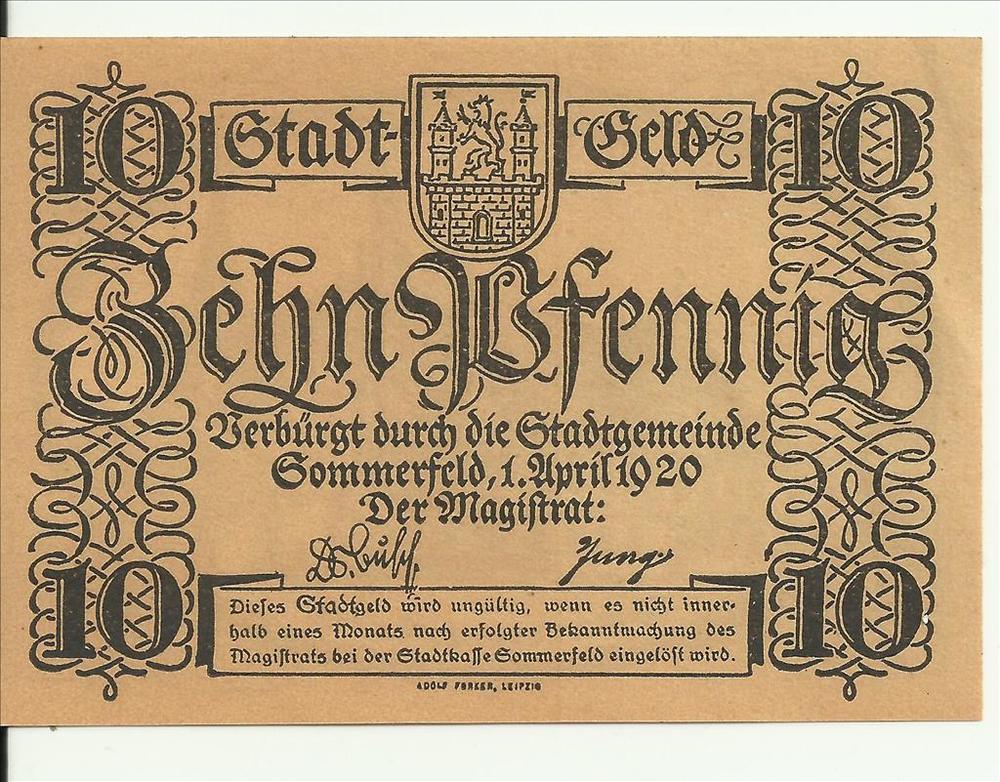 10 Stadt- Geld 10
Zehn Pfennig
Verbürgt durch die Stadtgemeinde
Sommerfeld, 1. April 1920
Der Magistrat:
Jung
10 10
Dieses Stadtgeld wird ungültig, wenn es nicht inner-
halb eines Monats nach erfolgter Bekanntmachung des
Magistrats bei der Stadtkasse Sommerfeld eingelöst wird.
ADOLF FORKER, LEIPZIG